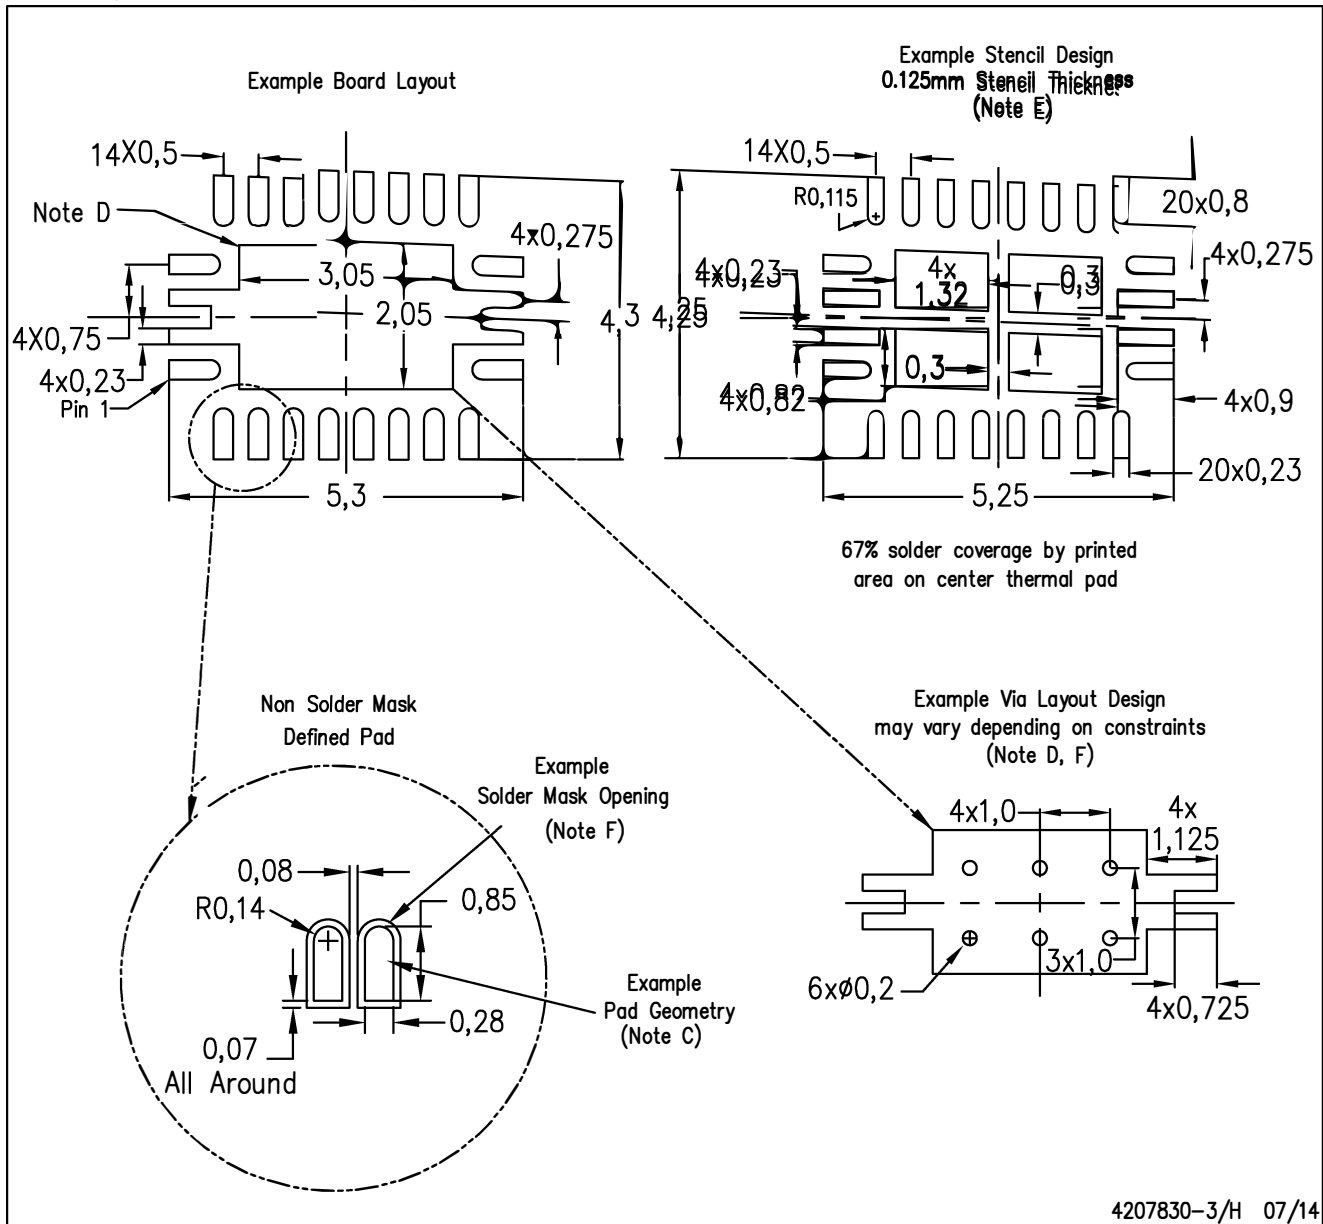 Example Board Layout
14X0,5
Note D
3,05
4x0,275
2,05
4X0,75
4x0,23
Pin 1
4,3
5,3
Example Stencil Design
0.125mm Stencil Thickness
(Note E)
14X0,5
R0,115
20x0,8
4x0,275
4x0,23
4x
1,32
0,3
4,25
0,3
4x0,82
4x0,9
20x0,23
5,25
67% solder coverage by printed
area on center thermal pad
Non Solder Mask
Defined Pad
Example
Solder Mask Opening
(Note F)
0,08
R0,14
0,85
Example
Pad Geometry
(Note C)
0,28
0,07
All Around
Example Via Layout Design
may vary depending on constraints
(Note D, F)
4x1,0
4x
1,125
3x1,0
6xø0,2
4x0,725
4207830-3/H 07/14